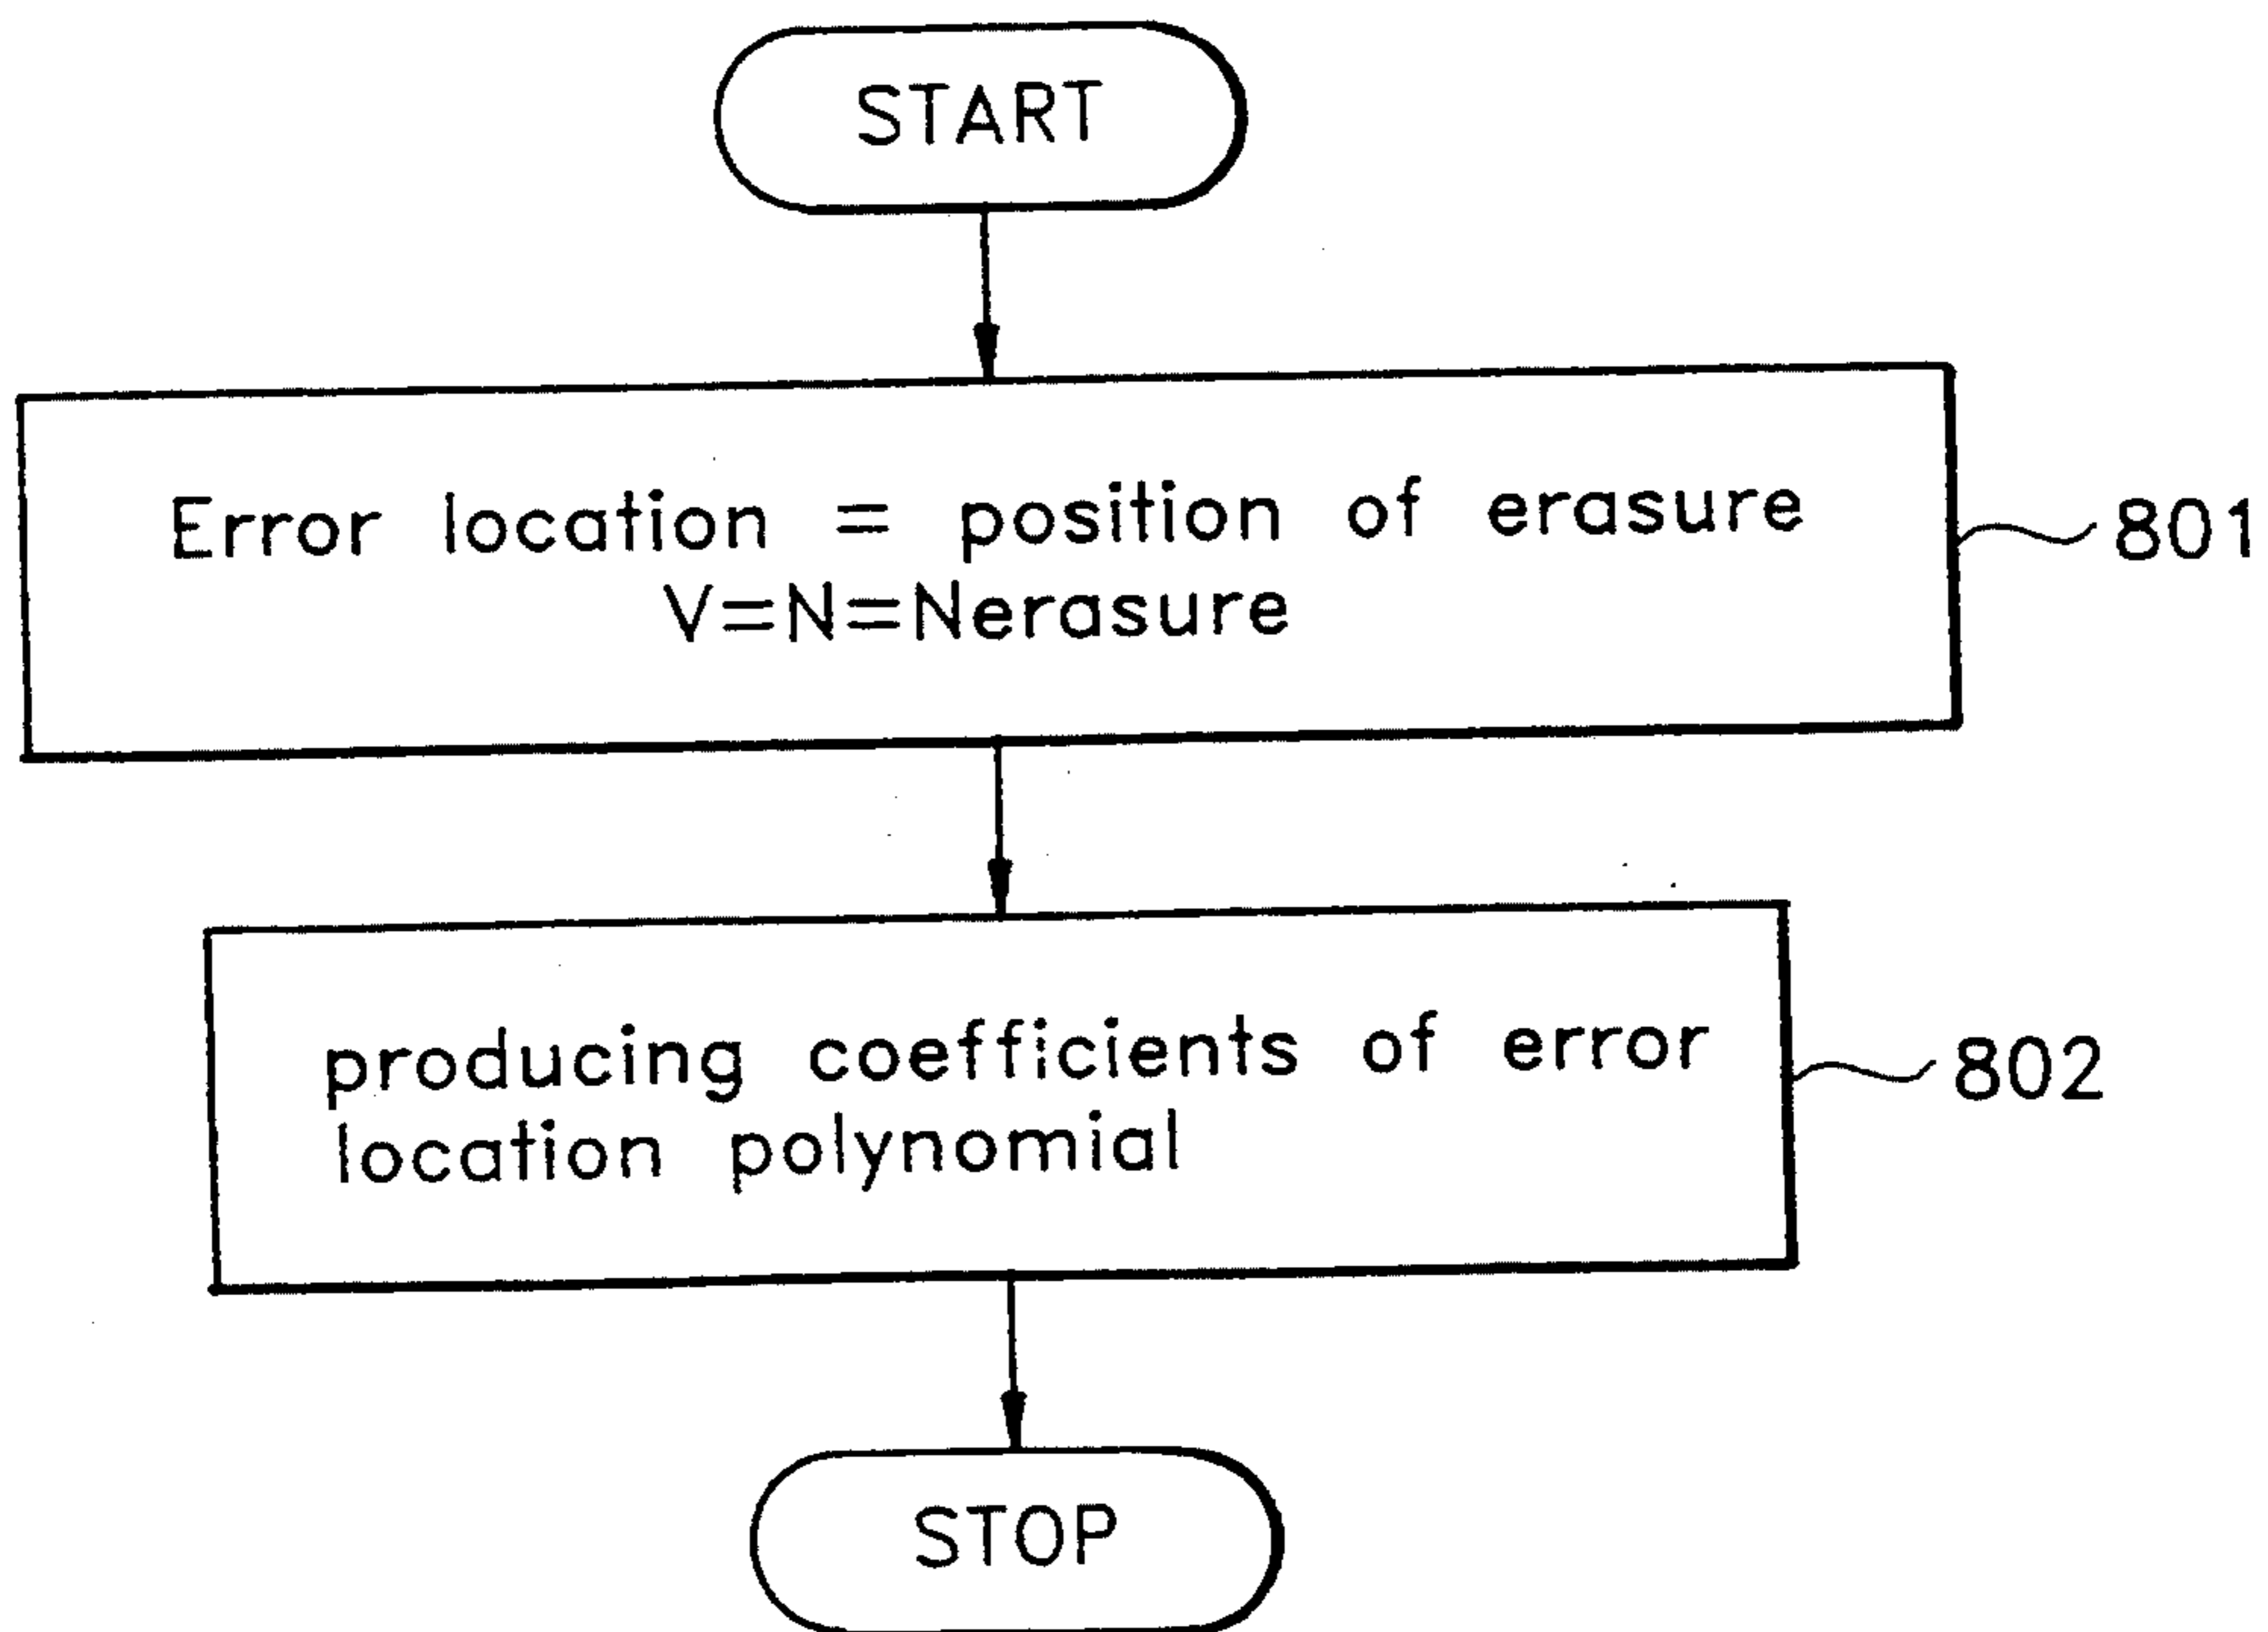 START
Error location = position of erasure
V=N=Nerasure
801
producing coefficients of error
location polynomial
802
STOP